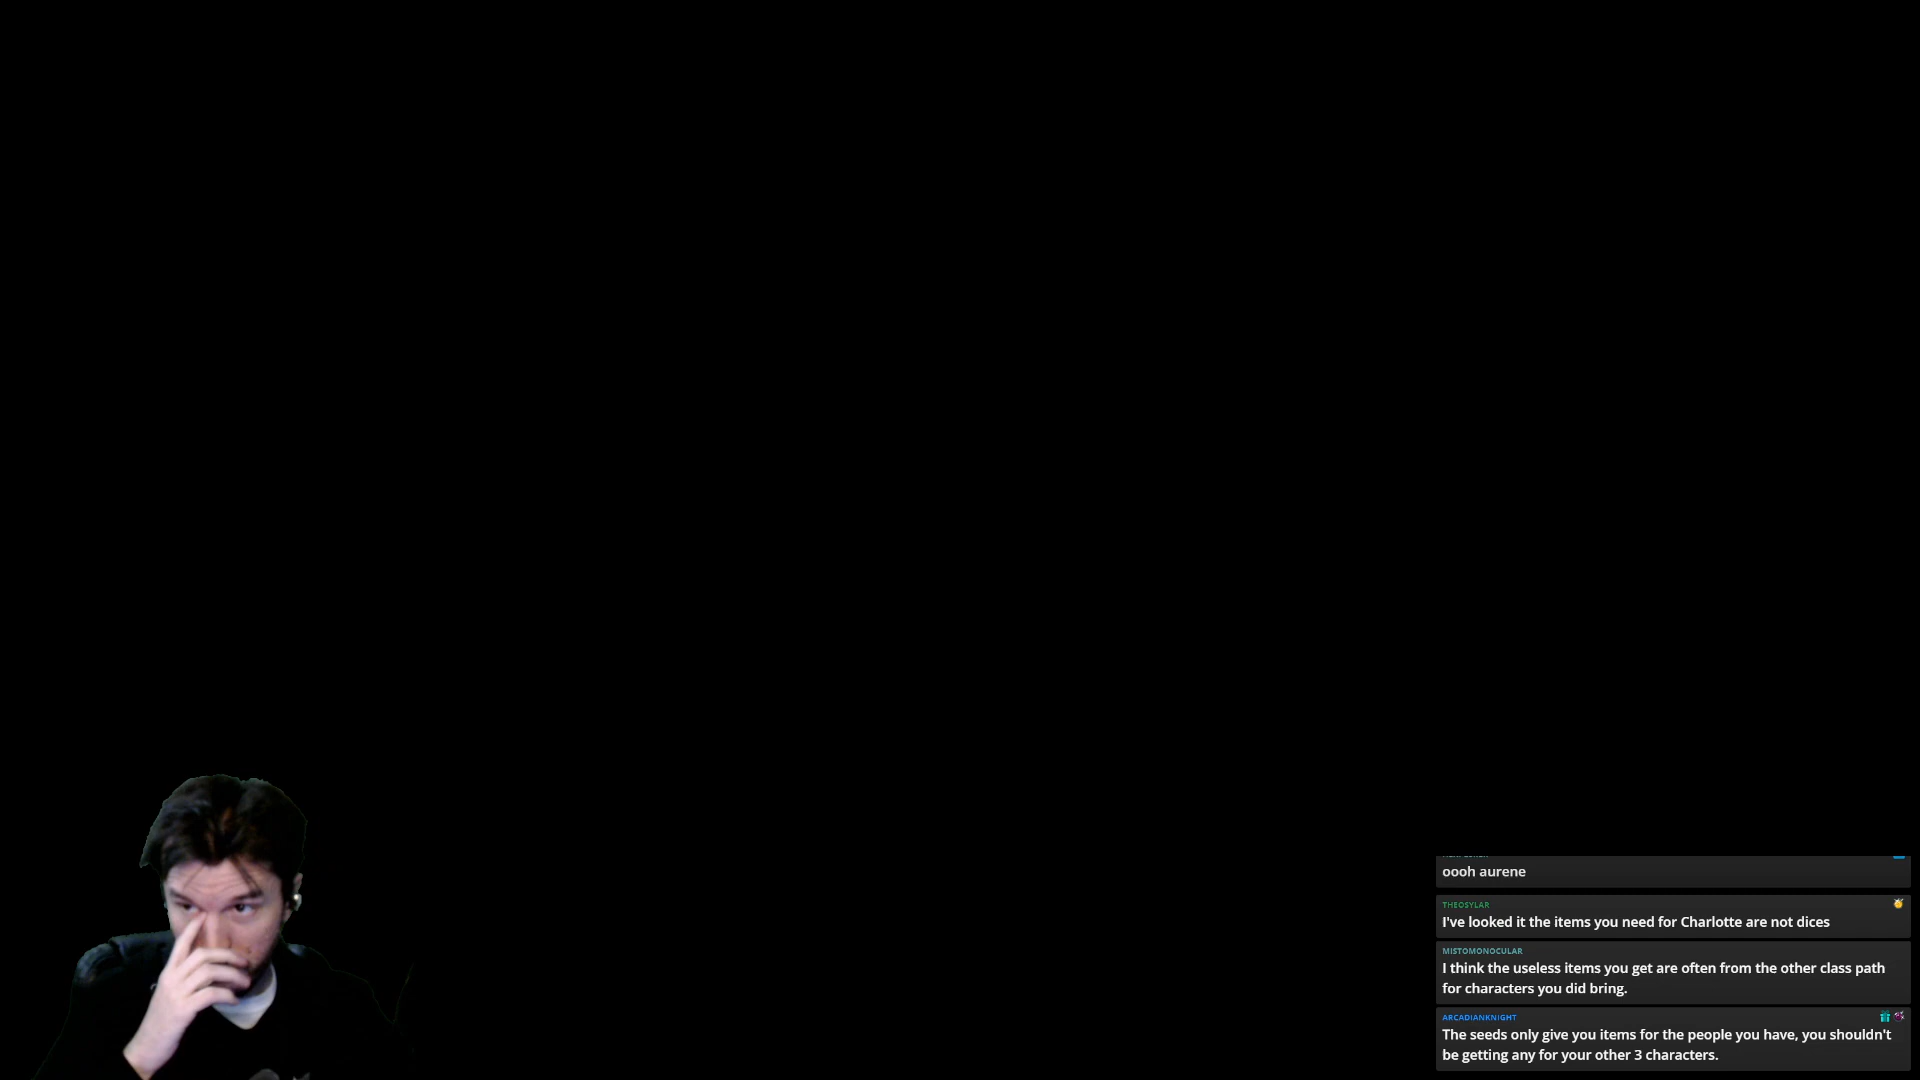 oooh aurene
THEOSYLAR
I've looked it the items you need for Charlotte are not dices
MISTOMONOCULAR
I think the useless items you get are often from the other class path
for characters you did bring.
ARCADIANKNIGHT
The seeds only give you items for the people you have, you shouldn't
be getting any for your other 3 characters.